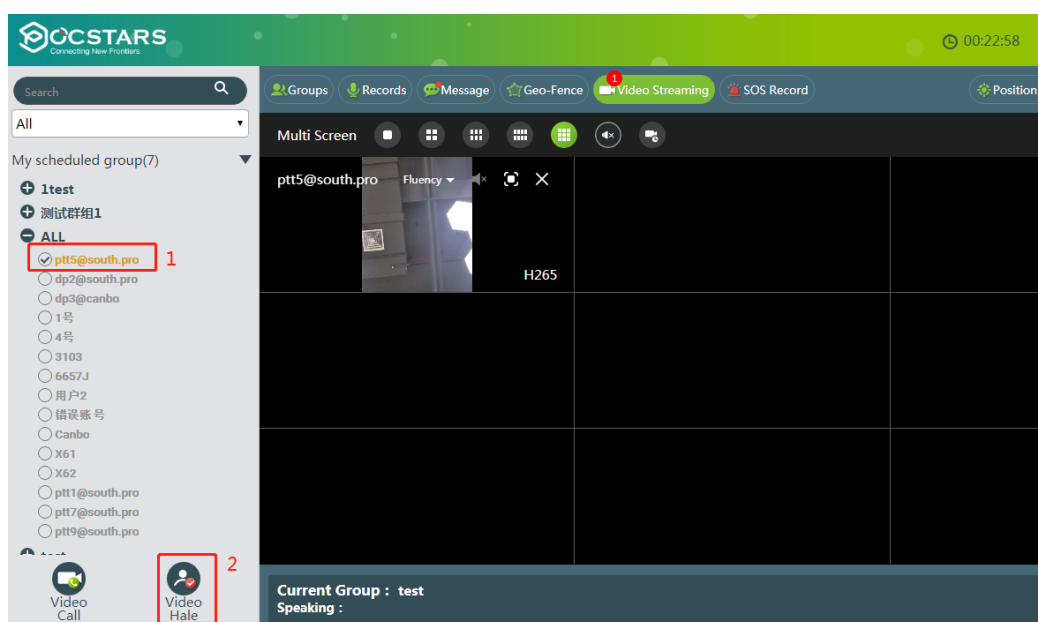 POCSTARS
Connecting New Frontiers
00:22:58
Search
Groups
Records
Message
Geo-Fence
1
Video Streaming
SOS Record
Position
All
Multi Screen
My scheduled group(7)
1test
测试群组1
ALL
ptt5@south.pro
1
dp2@south.pro
dp3@canbo
1号
4号
3103
6657J
用户2
错误账号
Canbo
X61
X62
ptt1@south.pro
ptt7@south.pro
ptt9@south.pro
test
ptt5@south.pro
Fluency
H265
2
Video
Call
Video
Hale
Current Group : test
Speaking :